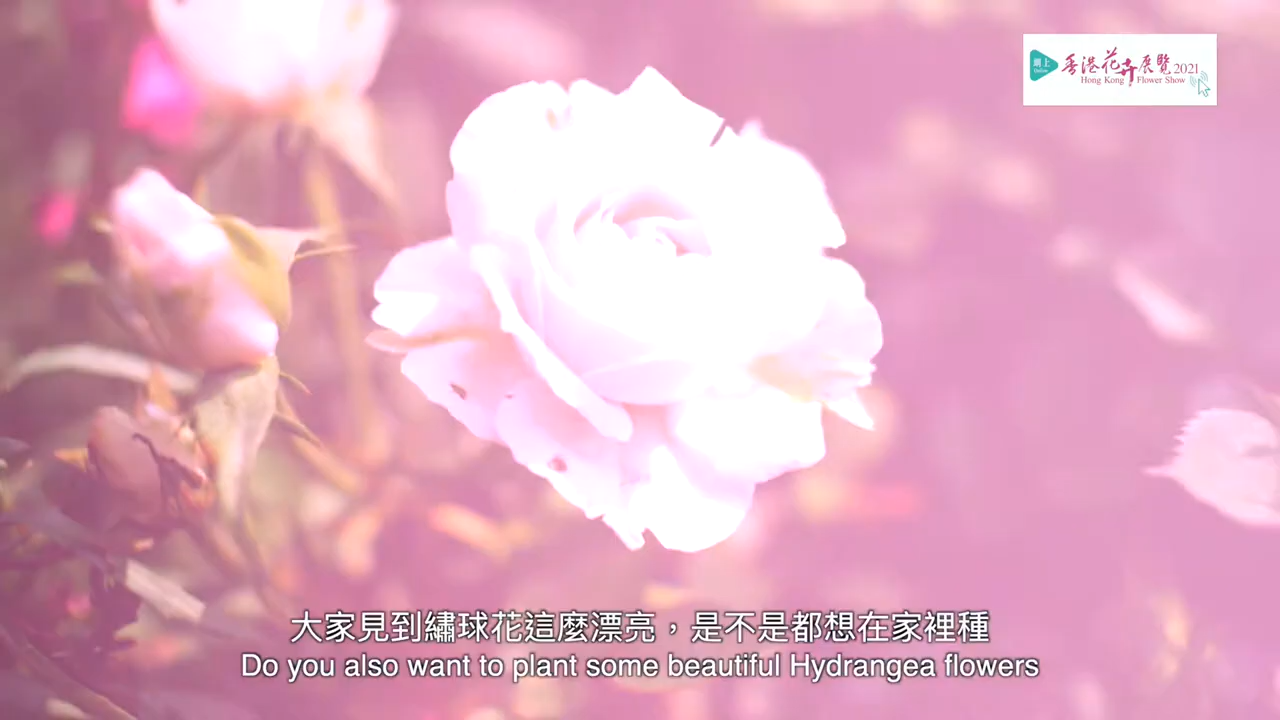 網上
Online
香港花卉展覽2021
Hong Kong Flower Show
大家見到繡球花這麼漂亮，是不是都想在家裡種
Do you also want to plant some beautiful Hydrangea flowers